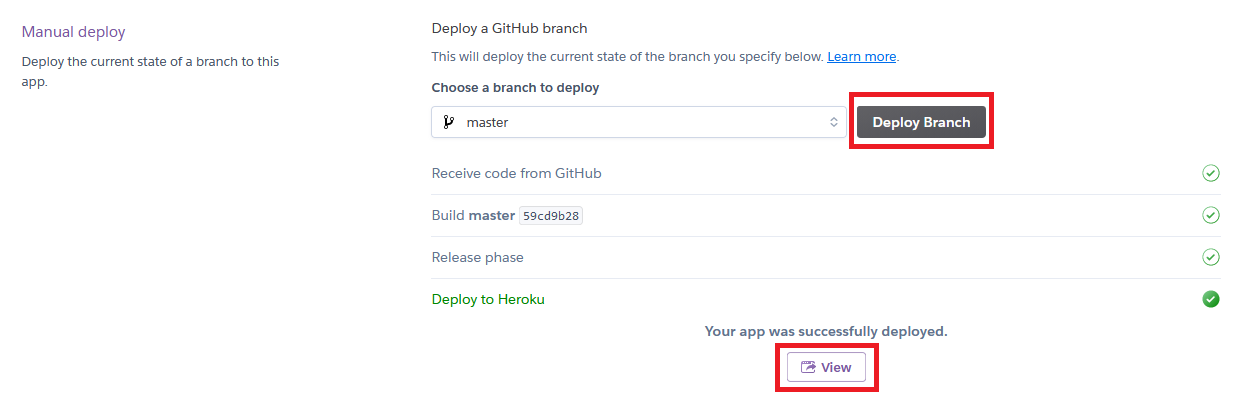 Manual deploy
Deploy the current state of a branch to this
app.
Deploy a GitHub branch
This will deploy the current state of the branch you specify below. Learn more.
Choose a branch to deploy
master
Deploy Branch
Receive code from GitHub
Build master 59cd9b28
Release phase
Deploy to Heroku
Your app was successfully deployed.
View